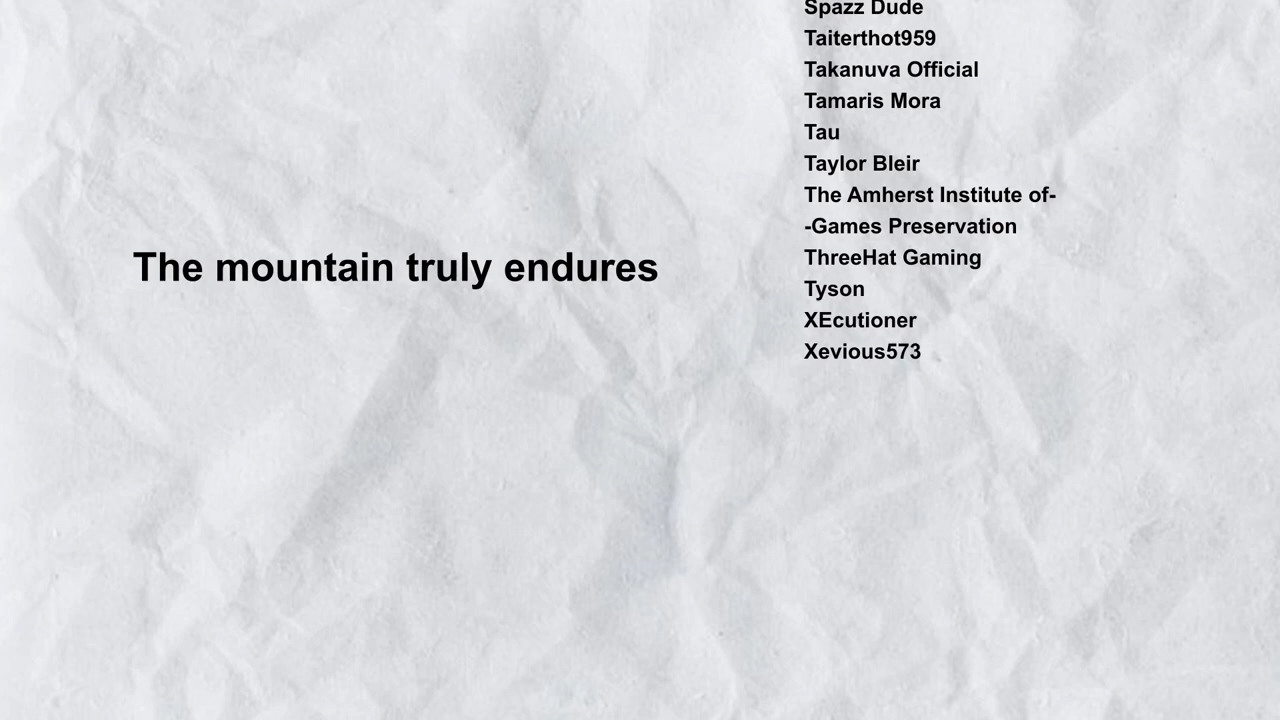 Spazz Dude
Taiterthot959
Takanuva Official
Tamaris Mora
Tau
Taylor Bleir
The Amherst Institute of-
-Games Preservation
ThreeHat Gaming
Tyson
XEcutioner
Xevious573
The mountain truly endures